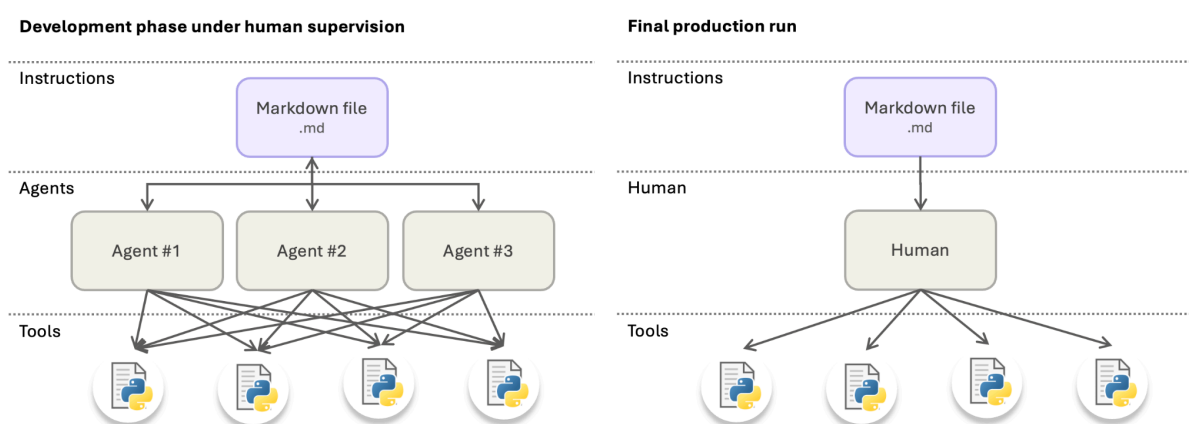 Development phase under human supervision
Instructions
Markdown file
.md
Agents
Agent #1
Agent #2
Agent #3
Tools
Final production run
Instructions
Markdown file
.md
Human
Human
Tools